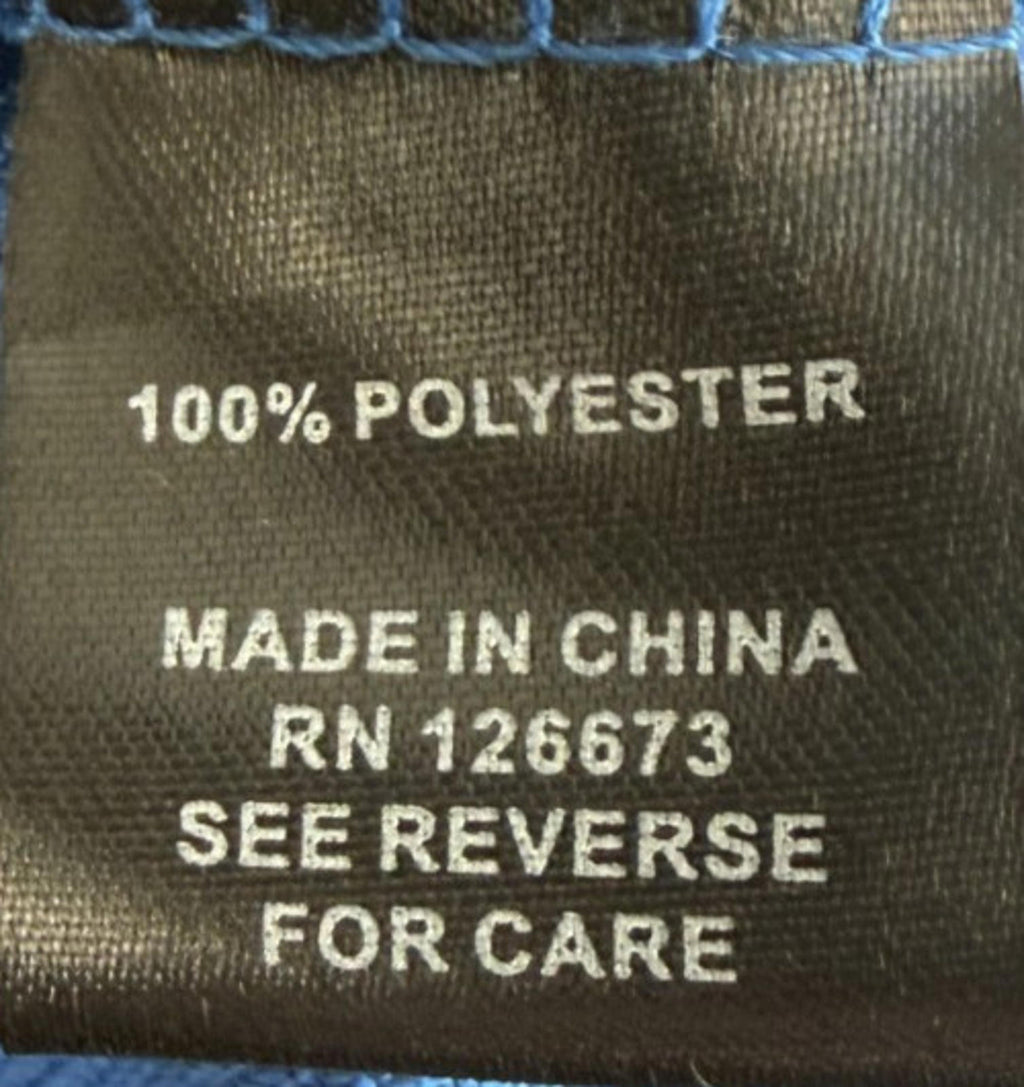 100% POLYESTER
MADE IN CHINA
RN 126673
SEE REVERSE
FOR CARE